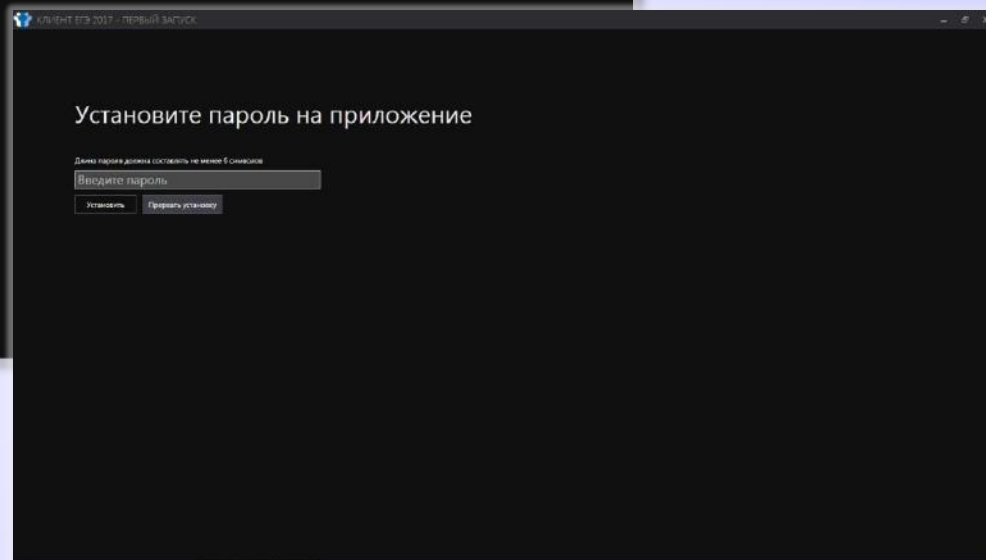 КЛИЕНТ ЕГЭ 2017 - ПЕРВЫЙ ЗАПУСК
Установите пароль на приложение
Длина пароля должна составлять не менее 6 символов
Введите пароль
Установить
Прервать установку